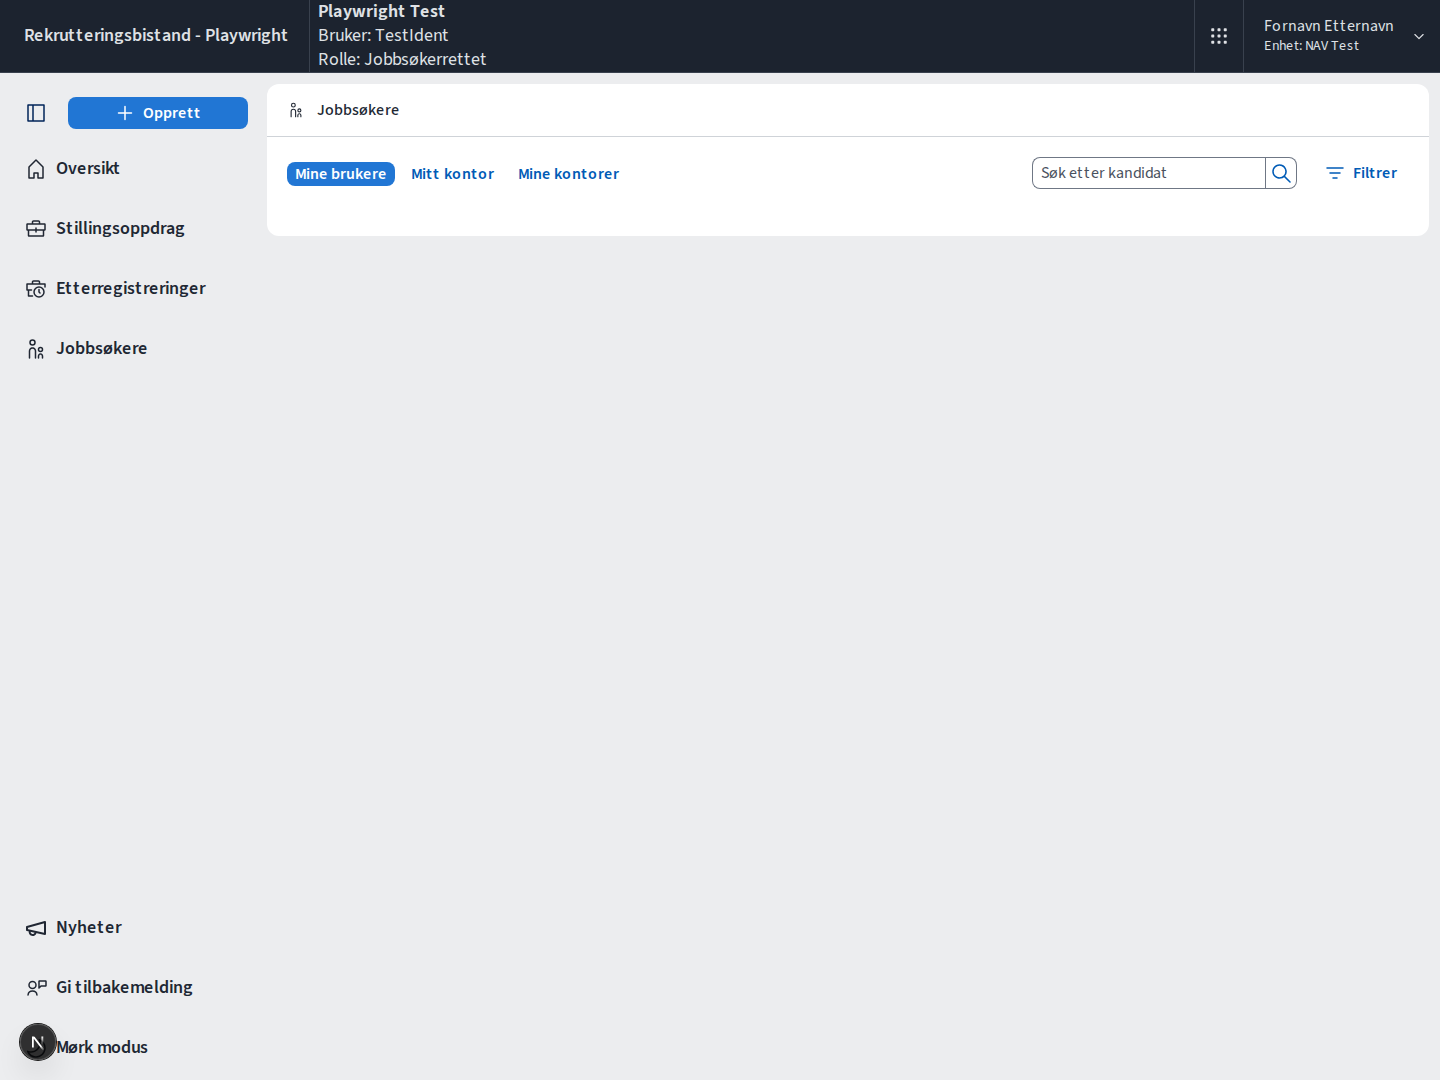 Rekrutteringsbistand - Playwright
Playwright Test
Bruker: TestIdent
Rolle: Jobbsøkerrettet
Fornavn Etternavn
Enhet: NAV Test
Opprett
Oversikt
Stillingsoppdrag
Etterregistreringer
Jobbsøkere
Jobbsøkere
Mine brukere
Mitt kontor
Mine kontorer
Søk etter kandidat
Filtrer
Nyheter
Gi tilbakemelding
N
Mørk modus